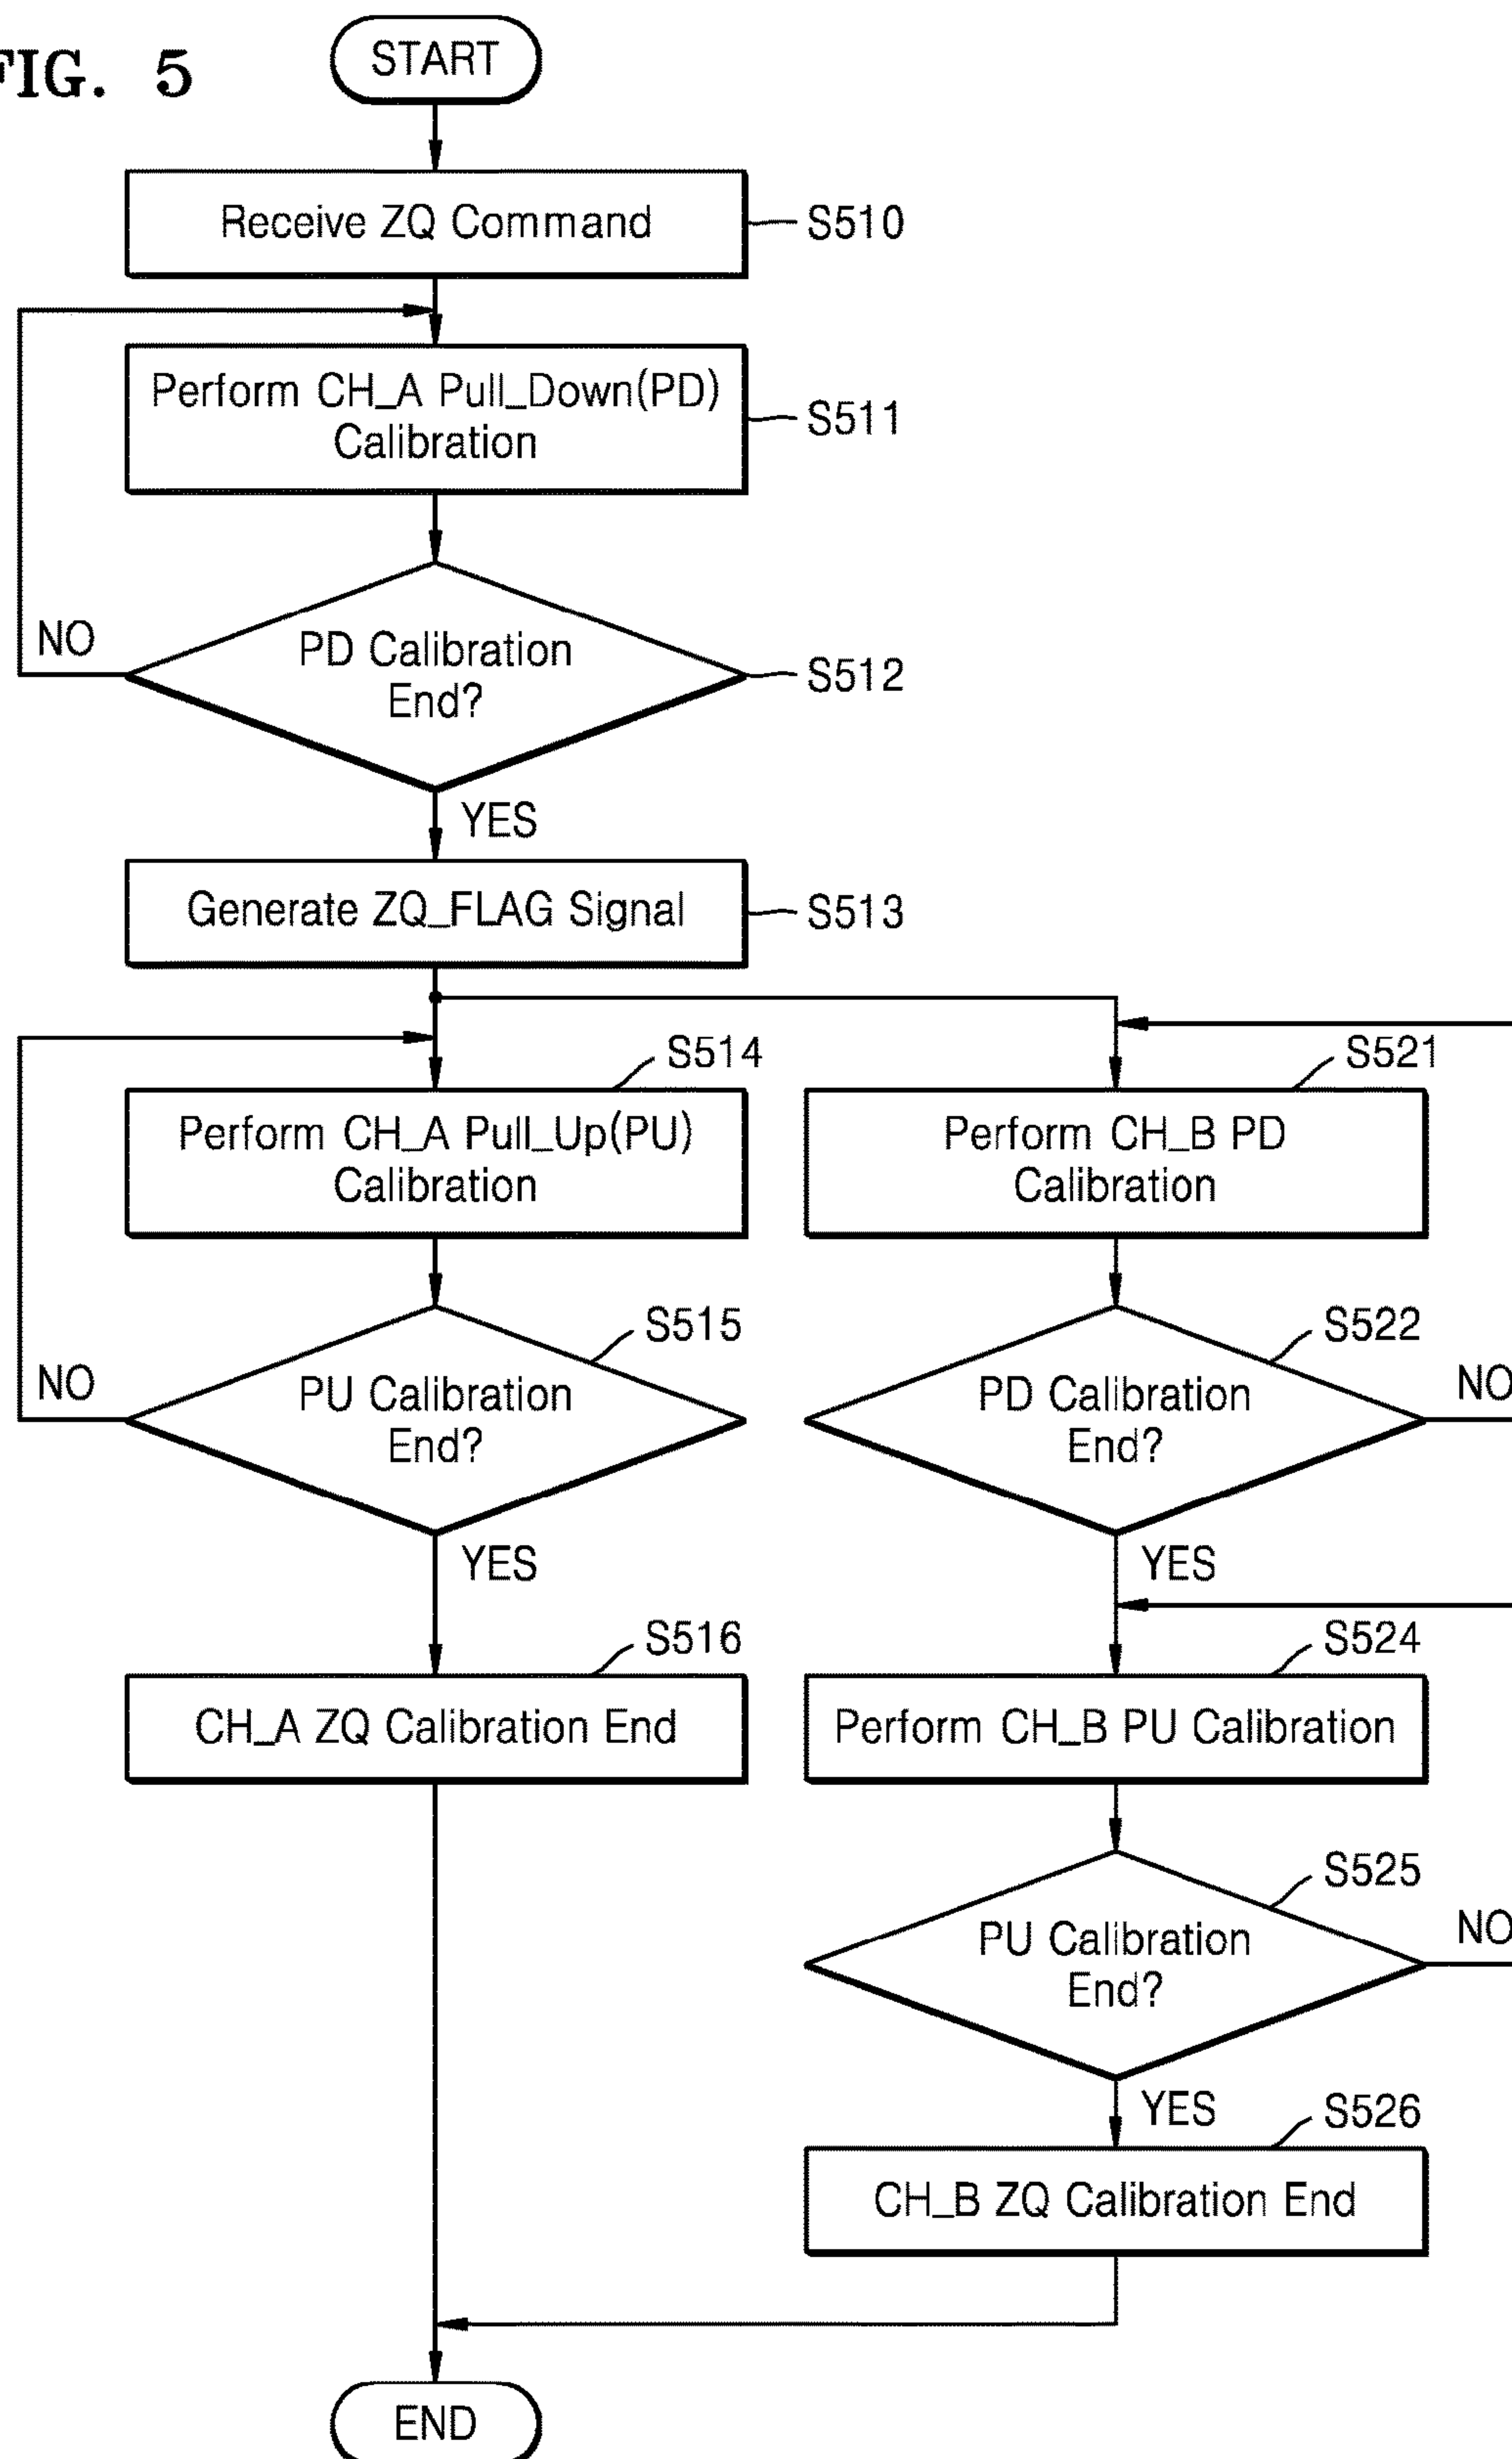 FIG. 5
START
Receive ZQ Command
S510
Perform CH_A Pull_Down(PD)
Calibration
S511
NO
PD Calibration
End?
S512
YES
Generate ZQ_FLAG Signal
S513
S514
Perform CH_A Pull_Up(PU)
Calibration
S521
Perform CH_B PD
Calibration
S515
NO
PU Calibration
End?
S522
PD Calibration
End?
NO
YES
YES
S516
CH_A ZQ Calibration End
S524
Perform CH_B PU Calibration
S525
PU Calibration
End?
NO
YES
S526
CH_B ZQ Calibration End
END